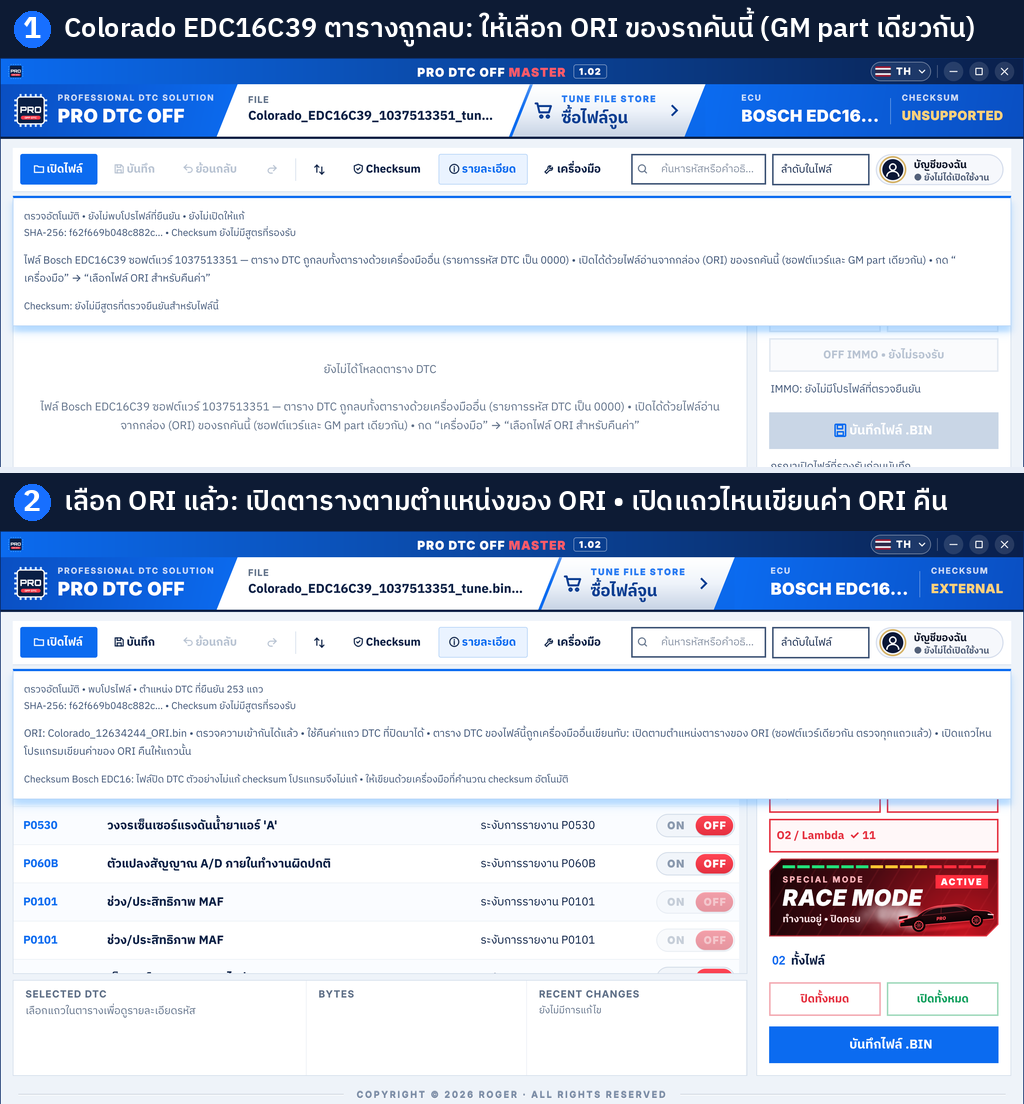 1 Colorado EDC16C39 ตารางถูกลบ: ให้เลือก ORI ของรถคันนี้ (GM part เดียวกัน)
PRO DTC OFF MASTER 1.02
TH
PRO
PROFESSIONAL DTC SOLUTION
PRO DTC OFF
FILE
Colorado_EDC16C39_1037513351_tun...
TUNE FILE STORE
ซื้อไฟล์จูน
ECU
BOSCH EDC16...
CHECKSUM
UNSUPPORTED
เปิดไฟล์ บันทึก ย้อนกลับ Checksum รายละเอียด เครื่องมือ ค้นหารหัสหรือคำอธิ... ลำดับในไฟล์
บัญชีของฉัน
ยังไม่ได้เปิดใช้งาน
ตรวจอัตโนมัติ • ยังไม่พบโปรไฟล์ที่ยืนยัน • ยังไม่เปิดให้แก้
SHA-256: f62f669b048c882c... • Checksum ยังไม่มีสูตรที่รองรับ
ไฟล์ Bosch EDC16C39 ซอฟต์แวร์ 1037513351 — ตาราง DTC ถูกลบทั้งตารางด้วยเครื่องมืออื่น (รายการรหัส DTC เป็น 0000) • เปิดได้ด้วยไฟล์อ่านจากกล่อง (ORI) ของรถคันนี้ (ซอฟต์แวร์และ GM part เดียวกัน) • กด “
เครื่องมือ” → “เลือกไฟล์ ORI สำหรับคืนค่า”
Checksum: ยังไม่มีสูตรที่ตรวจยืนยันสำหรับไฟล์นี้
ยังไม่ได้โหลดตาราง DTC
ไฟล์ Bosch EDC16C39 ซอฟต์แวร์ 1037513351 — ตาราง DTC ถูกลบทั้งตารางด้วยเครื่องมืออื่น (รายการรหัส DTC เป็น 0000) • เปิดได้ด้วยไฟล์อ่าน
จากกล่อง (ORI) ของรถคันนี้ (ซอฟต์แวร์และ GM part เดียวกัน) • กด “เครื่องมือ” → “เลือกไฟล์ ORI สำหรับคืนค่า”
OFF IMMO • ยังไม่รองรับ
IMMO: ยังไม่มีโปรไฟล์ที่ตรวจยืนยัน
บันทึกไฟล์ .BIN
กรุณาเปิดไฟล์ที่รองรับก่อนบันทึก
2 เลือก ORI แล้ว: เปิดตารางตามตำแหน่งของ ORI • เปิดแถวไหนเขียนค่า ORI คืน
PRO DTC OFF MASTER 1.02
TH
PRO
PROFESSIONAL DTC SOLUTION
PRO DTC OFF
FILE
Colorado_EDC16C39_1037513351_tune.bin...
TUNE FILE STORE
ซื้อไฟล์จูน
ECU
BOSCH EDC16...
CHECKSUM
EXTERNAL
เปิดไฟล์ บันทึก ย้อนกลับ Checksum รายละเอียด เครื่องมือ ค้นหารหัสหรือคำอธิ... ลำดับในไฟล์
บัญชีของฉัน
ยังไม่ได้เปิดใช้งาน
ตรวจอัตโนมัติ • พบโปรไฟล์ • ตำแหน่ง DTC ที่ยืนยัน 253 แถว
SHA-256: f62f669b048c882c... • Checksum ยังไม่มีสูตรที่รองรับ
ORI: Colorado_12634244_ORI.bin • ตรวจความเข้ากันได้แล้ว • ใช้คืนค่าแถว DTC ที่ปิดมาได้ • ตาราง DTC ของไฟล์นี้ถูกเครื่องมืออื่นเขียนทับ: เปิดตามตำแหน่งตารางของ ORI (ซอฟต์แวร์เดียวกัน ตรวจทุกแถวแล้ว) • เปิดแถวไหน
โปรแกรมเขียนค่าของ ORI คืนให้แถวนั้น
Checksum Bosch EDC16: ไฟล์ปิด DTC ตัวอย่างไม่แก้ checksum โปรแกรมจึงไม่แก้ • ให้เขียนด้วยเครื่องมือที่คำนวณ checksum อัตโนมัติ
P0530 วงจรเซ็นเซอร์แรงดันน้ำยาแอร์ 'A' ระงับการรายงาน P0530 ON OFF
P060B ตัวแปลงสัญญาณ A/D ภายในทำงานผิดปกติ ระงับการรายงาน P060B ON OFF
P0101 ช่วง/ประสิทธิภาพ MAF ระงับการรายงาน P0101 ON OFF
P0101 ช่วง/ประสิทธิภาพ MAF ระงับการรายงาน P0101 ON OFF
O2 / Lambda ✓ 11
SPECIAL MODE
ACTIVE
RACE MODE
ทำงานอยู่ • ปิดครบ
PRO
02 ทั้งไฟล์
ปิดทั้งหมด เปิดทั้งหมด
บันทึกไฟล์ .BIN
SELECTED DTC
เลือกแถวในตารางเพื่อดูรายละเอียดรหัส
BYTES
RECENT CHANGES
ยังไม่มีการแก้ไข
COPYRIGHT © 2026 ROGER · ALL RIGHTS RESERVED